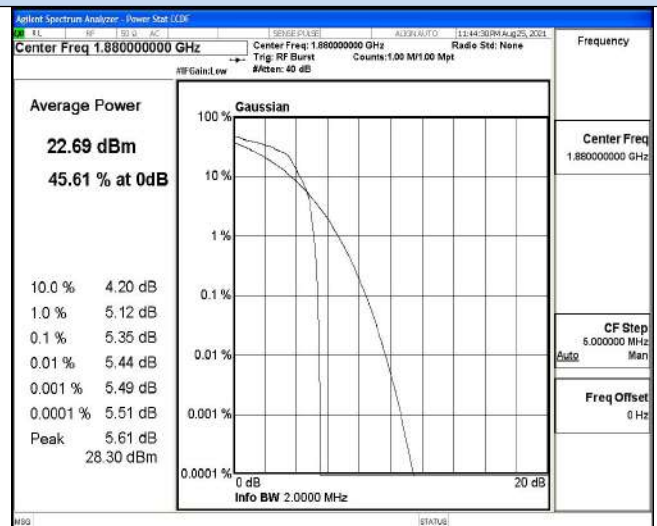 Agilent Spectrum Analyzer - Power Stat CCDF
RL RF 50 Ω AC SENSE:PULSE ALIGN AUTO 11:44:30 PM Aug 25, 2021
Center Freq 1.880000000 GHz
Center Freq: 1.880000000 GHz Radio Std: None
Trig: RF Burst Counts:1.00 M/1.00 Mpt
#IFGain:Low #Atten: 40 dB
Frequency
Average Power
22.69 dBm
45.61 % at 0dB
10.0 % 4.20 dB
1.0 % 5.12 dB
0.1 % 5.35 dB
0.01 % 5.44 dB
0.001 % 5.49 dB
0.0001 % 5.51 dB
Peak 5.61 dB
28.30 dBm
Gaussian
100 %
10 %
1 %
0.1 %
0.01 %
0.001 %
0.0001 %
0 dB 20 dB
Info BW 2.0000 MHz
Center Freq
1.880000000 GHz
CF Step
5.000000 MHz
Auto Man
Freq Offset
0 Hz
MSG STATUS